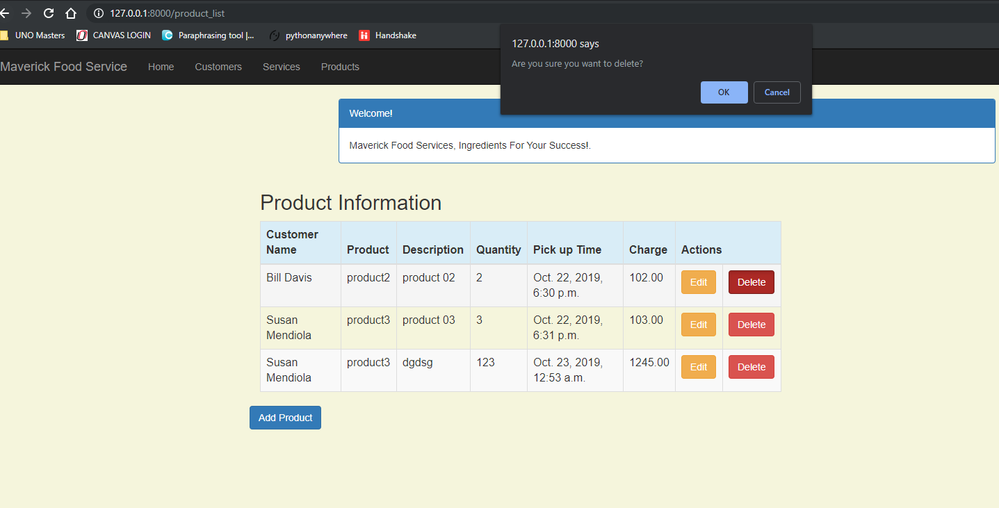 127.0.0.1:8000/product_list
UNO Masters CANVAS LOGIN Paraphrasing tool |... pythonanywhere Handshake
127.0.0.1:8000 says
Are you sure you want to delete?
OK Cancel
Maverick Food Service Home Customers Services Products
Welcome!
Maverick Food Services, Ingredients For Your Success!.
Product Information
Customer
Name Product Description Quantity Pick up Time Charge Actions
Bill Davis product2 product 02 2 Oct. 22, 2019, 102.00 Edit Delete
6:30 p.m.
Susan product3 product 03 3 Oct. 22, 2019, 103.00 Edit Delete
Mendiola 6:31 p.m.
Susan product3 dgdsg 123 Oct. 23, 2019, 1245.00 Edit Delete
Mendiola 12:53 a.m.
Add Product